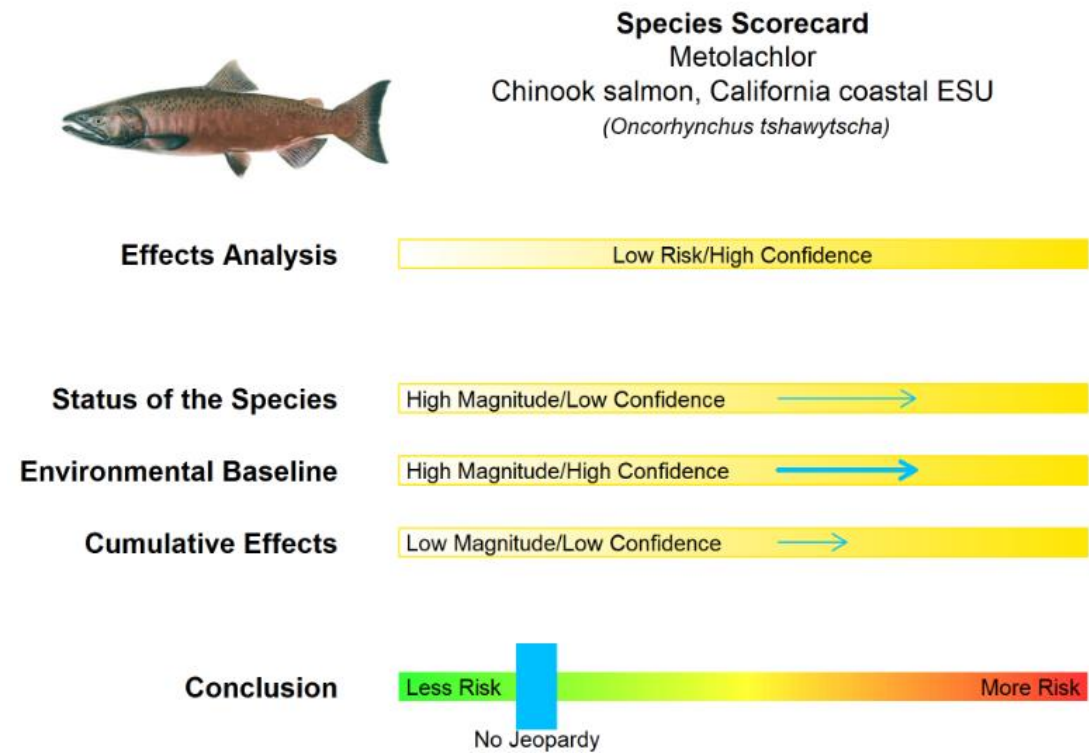 Species Scorecard
Metolachlor
Chinook salmon, California coastal ESU
(Oncorhynchus tshawytscha)
Effects Analysis
Low Risk/High Confidence
Status of the Species
High Magnitude/Low Confidence
Environmental Baseline
High Magnitude/High Confidence
Cumulative Effects
Low Magnitude/Low Confidence
Conclusion
Less Risk
More Risk
No Jeopardy